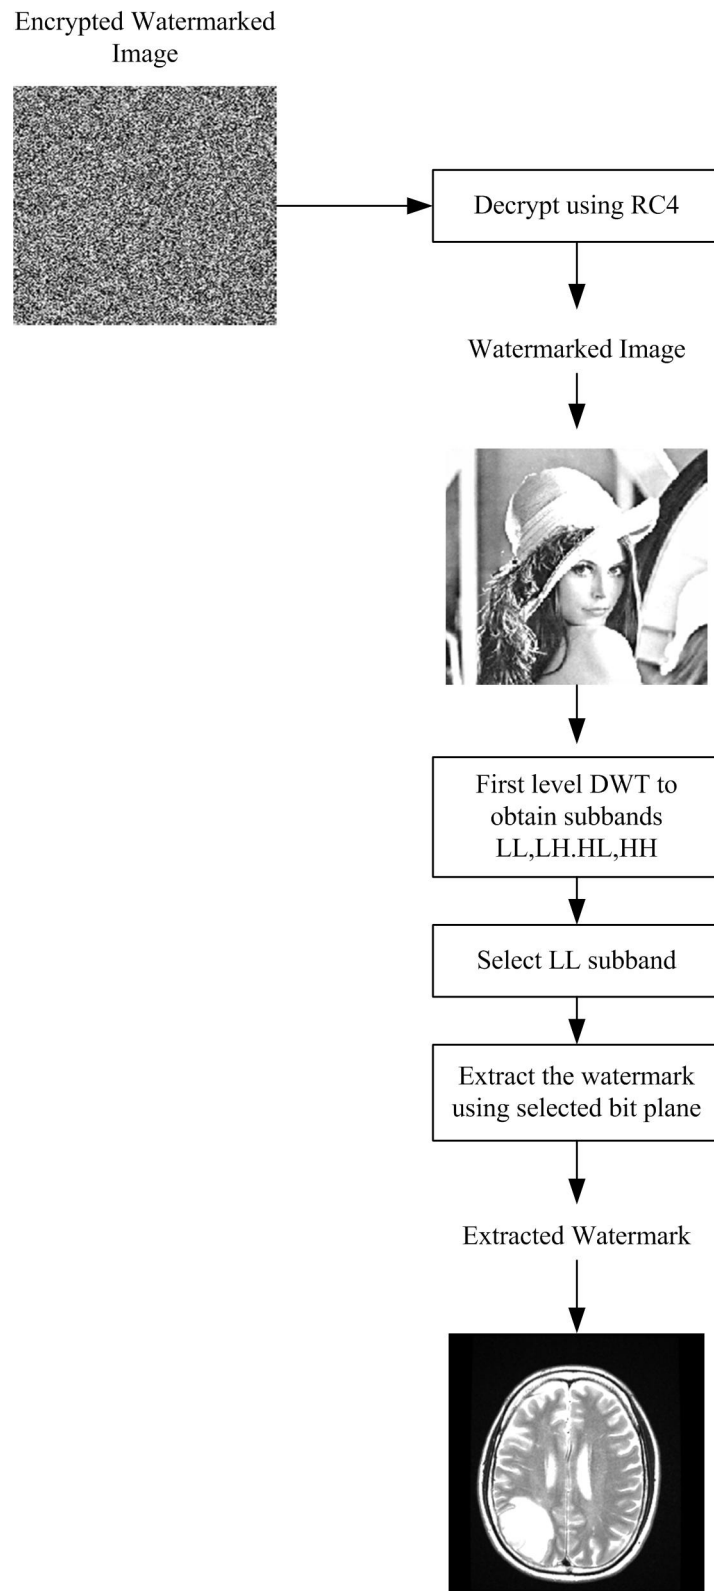 Encrypted Watermarked
Image
Decrypt using RC4
Watermarked Image
First level DWT to
obtain subbands
LL,LH.HL,HH
Select LL subband
Extract the watermark
using selected bit plane
Extracted Watermark